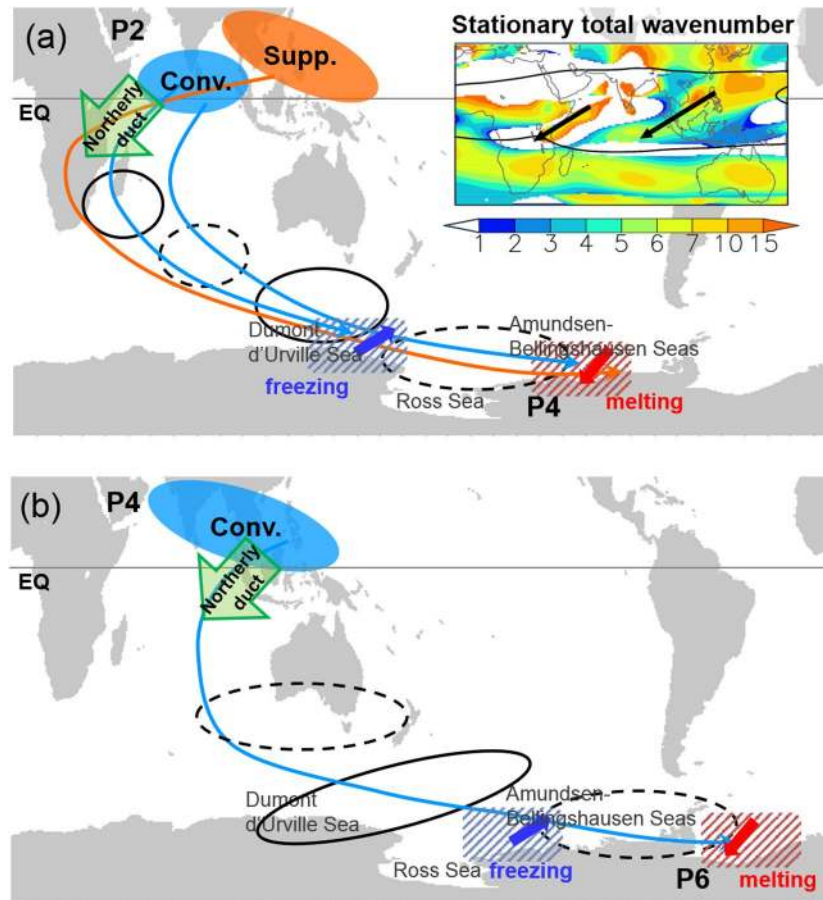 (a)
P2
Supp.
Conv.
Stationary total wavenumber
EQ
Northerly
duct
1 2 3 4 5 6 7 10 15
Dumont
d'Urville Sea
Amundsen-
Bellingshausen Seas
freezing
Ross Sea
P4
melting
(b)
P4
Conv.
Northerly
duct
EQ
Dumont
d'Urville Sea
Amundsen-
Bellingshausen Seas
Ross Sea
freezing
P6
melting